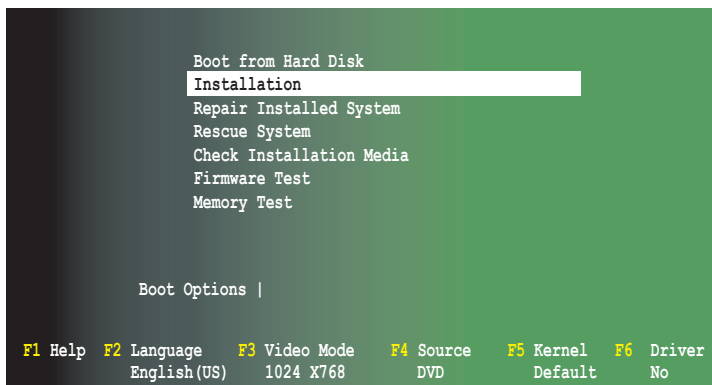 Boot from Hard Disk
Installation
Repair Installed System
Rescue System
Check Installation Media
Firmware Test
Memory Test
Boot Options |
F1 Help F2 Language F3 Video Mode F4 Source F5 Kernel F6 Driver
English(US) 1024 X768 DVD Default No